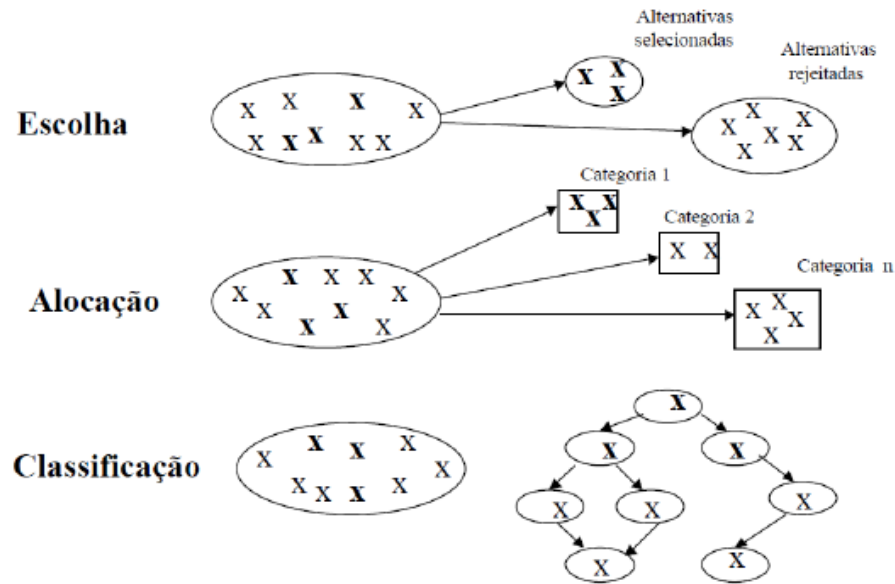 Alternativas
selecionadas
Alternativas
rejeitadas
X X X X
X X X X X
X X X
X X X X X X
Escolha
Categoria 1
X X X
Categoria 2
X X
Categoria n
X X X X
X X X X X
X X X X
Alocação
X
X X X X
X X X X X
X X
Classificação
X X X X
X X